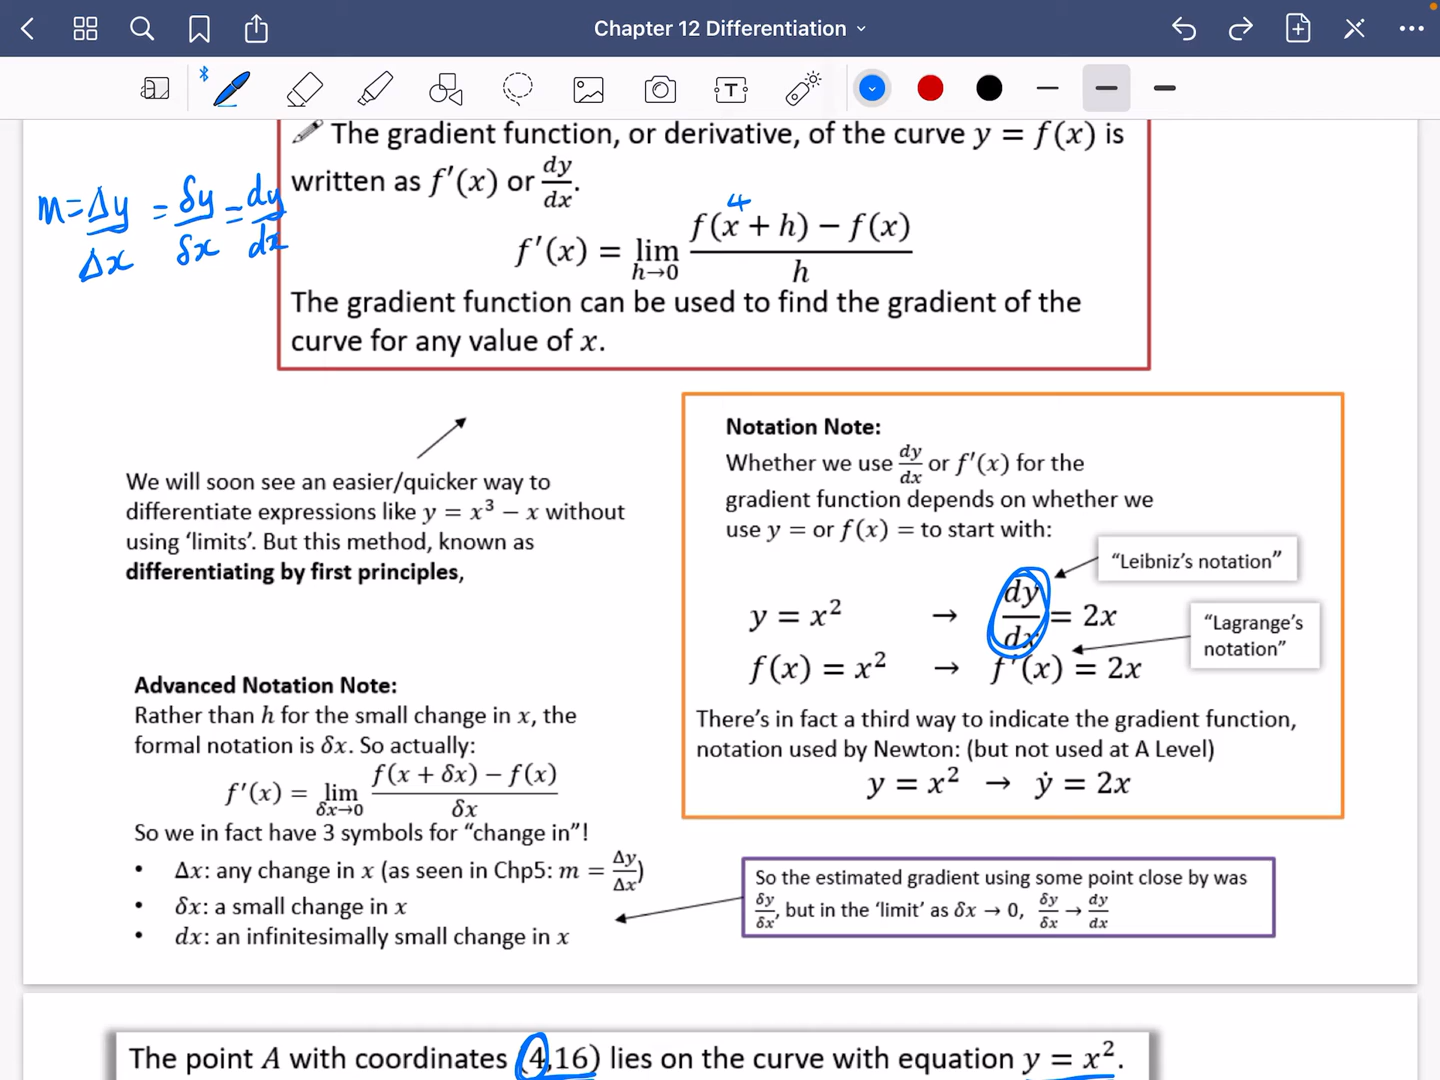 Chapter 12 Differentiation
The gradient function, or derivative, of the curve y = f(x) is
written as f′(x) or dy/dx.
m = Δy/Δx = δy/δx = dy/dx
4
f′(x) = lim h→0 (f(x + h) − f(x))/h
The gradient function can be used to find the gradient of the
curve for any value of x.
We will soon see an easier/quicker way to
differentiate expressions like y = x³ − x without
using ‘limits’. But this method, known as
differentiating by first principles,
Notation Note:
Whether we use dy/dx or f′(x) for the
gradient function depends on whether we
use y = or f(x) = to start with:
“Leibniz’s notation”
y = x² → dy/dx = 2x
“Lagrange’s
notation”
f(x) = x² → f′(x) = 2x
There’s in fact a third way to indicate the gradient function,
notation used by Newton: (but not used at A Level)
y = x² → ẏ = 2x
Advanced Notation Note:
Rather than h for the small change in x, the
formal notation is δx. So actually:
f′(x) = lim δx→0 (f(x + δx) − f(x))/δx
So we in fact have 3 symbols for “change in”!
• Δx: any change in x (as seen in Chp5: m = Δy/Δx)
• δx: a small change in x
• dx: an infinitesimally small change in x
So the estimated gradient using some point close by was
δy/δx, but in the ‘limit’ as δx → 0, δy/δx → dy/dx
The point A with coordinates (4,16) lies on the curve with equation y = x².